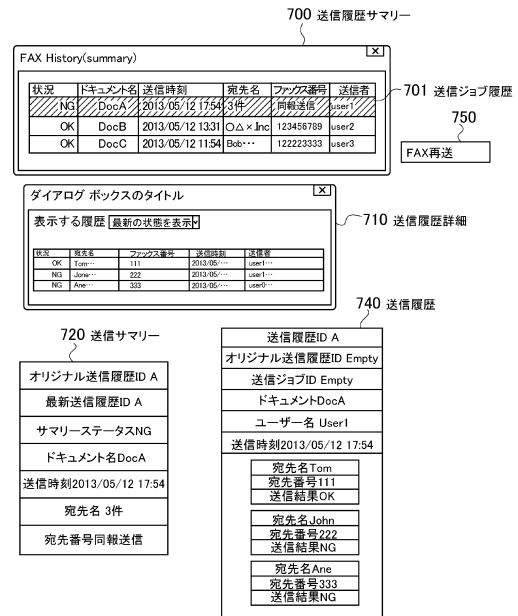 700 送信履歴サマリー
FAX History(summary)
状況 ドキュメント名 送信時刻 宛先名 ファックス番号 送信者
NG DocA 2013/05/12 17:54 3件 同報送信 user1
OK DocB 2013/05/12 13:31 〇△×.Inc 123456789 user2
OK DocC 2013/05/12 11:54 Bob… 122223333 user3
701 送信ジョブ履歴
750
FAX再送
ダイアログ ボックスのタイトル
表示する履歴 最新の状態を表示
710 送信履歴詳細
状況 宛先名 ファックス番号 送信時刻 送信者
OK Tom… 111 2013/05/… user1…
NG Jone… 222 2013/05/… user1…
NG Ane… 333 2013/05/… user0…
720 送信サマリー
オリジナル送信履歴ID A
最新送信履歴ID A
サマリーステータスNG
ドキュメント名DocA
送信時刻2013/05/12 17:54
宛先名 3件
宛先番号同報送信
740 送信履歴
送信履歴ID A
オリジナル送信履歴ID Empty
送信ジョブID Empty
ドキュメントDocA
ユーザー名 User1
送信時刻2013/05/12 17:54
宛先名Tom
宛先番号111
送信結果OK
宛先名John
宛先番号222
送信結果NG
宛先名Ane
宛先番号333
送信結果NG